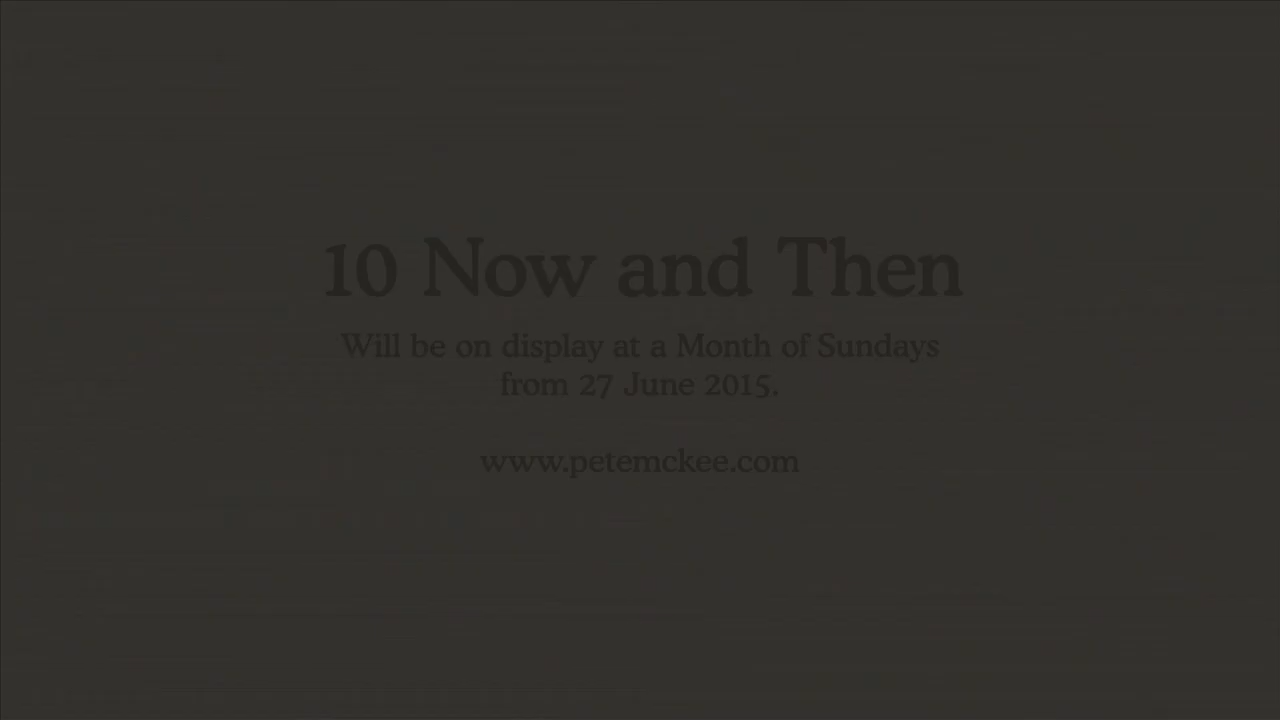 10 Now and Then
Will be on display at a Month of Sundays
from 27 June 2015.
www.petemckee.com